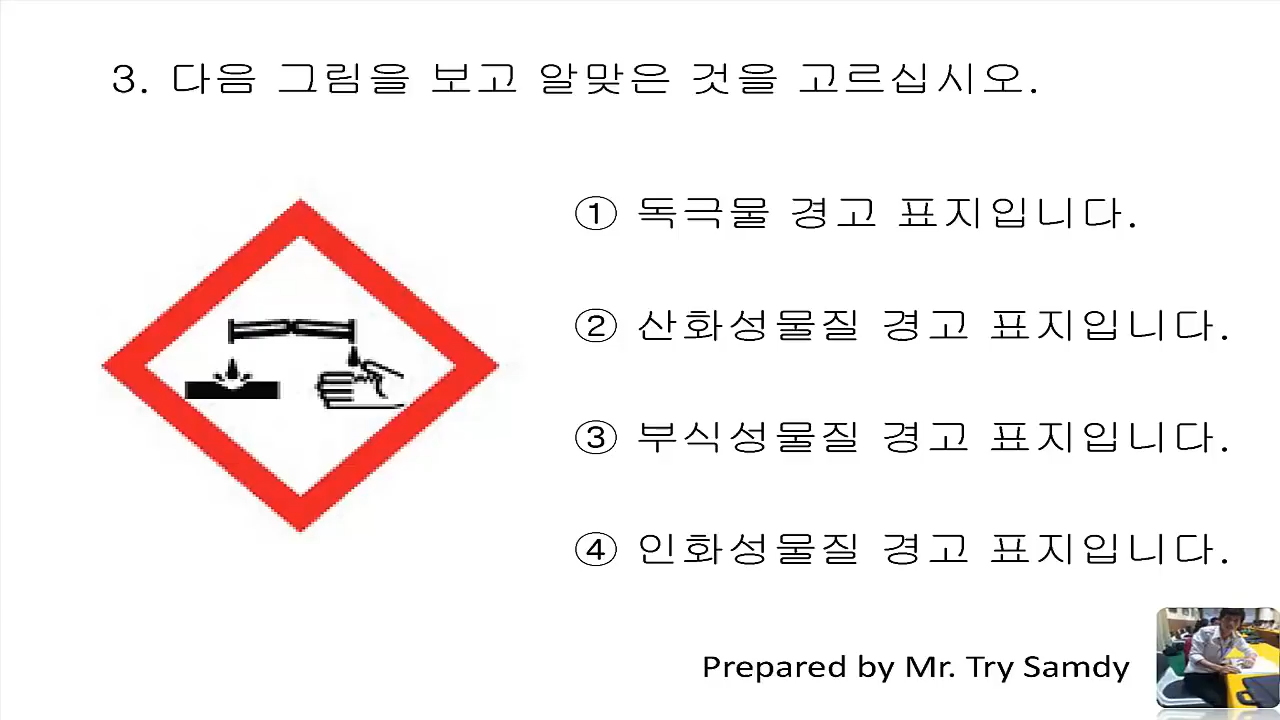 3. 다음 그림을 보고 알맞은 것을 고르십시오.
① 독극물 경고 표지입니다.
② 산화성물질 경고 표지입니다.
③ 부식성물질 경고 표지입니다.
④ 인화성물질 경고 표지입니다.
Prepared by Mr. Try Samdy